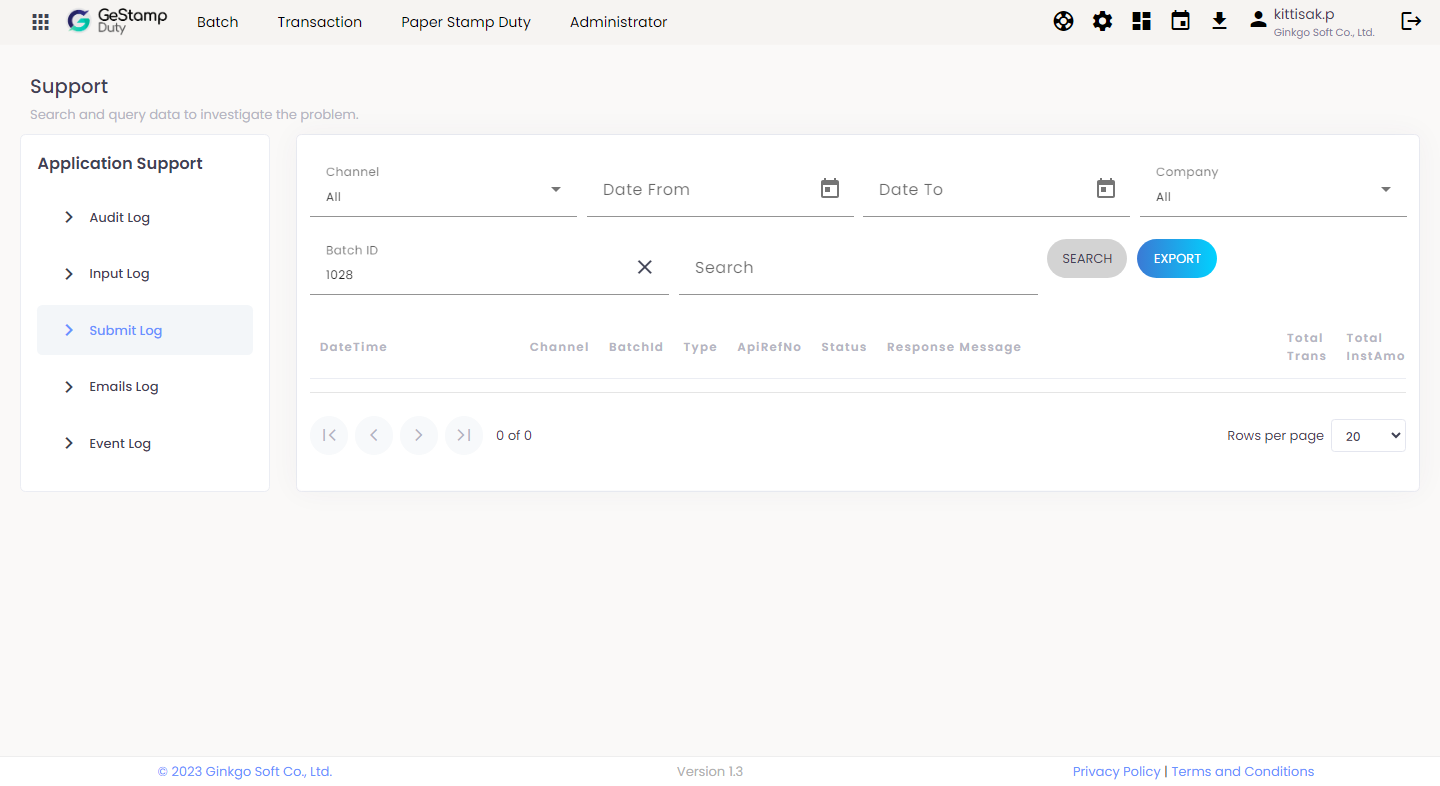 GeStamp
Duty
Batch
Transaction
Paper Stamp Duty
Administrator
kittisak.p
Ginkgo Soft Co., Ltd.
Support
Search and query data to investigate the problem.
Application Support
Audit Log
Input Log
Submit Log
Emails Log
Event Log
Channel
All
Date From
Date To
Company
All
Batch ID
1028
Search
SEARCH
EXPORT
DateTime
Channel
BatchId
Type
ApiRefNo
Status
Response Message
Total
Trans
Total
InstAmo
0 of 0
Rows per page
20
© 2023 Ginkgo Soft Co., Ltd.
Version 1.3
Privacy Policy | Terms and Conditions